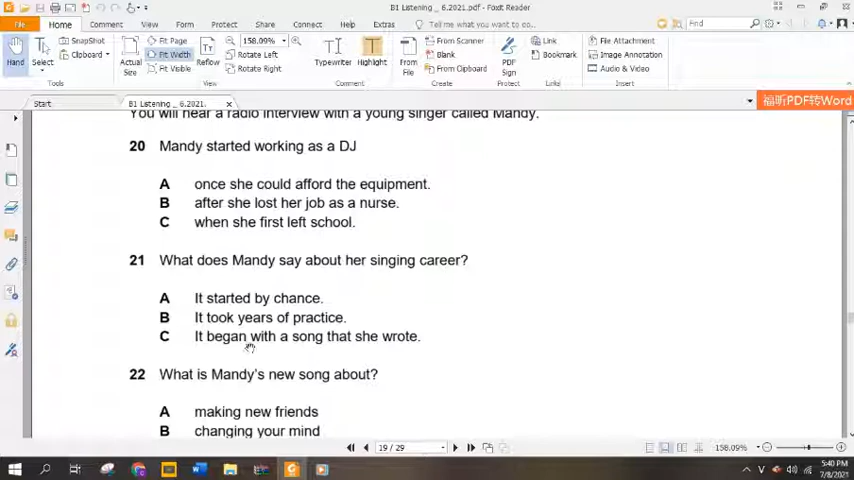 B1 Listening _ 6.2021.pdf - Foxit Reader
File Home Comment View Form Protect Share Connect Help Extras Tell me what you want to do... Find
Hand
Select
SnapShot
Clipboard
Tools
Actual Size
Fit Page
Fit Width
Fit Visible
Reflow
158.09%
Rotate Left
Rotate Right
View
Typewriter
Highlight
Comment
From File
From Scanner
Blank
From Clipboard
Create
PDF Sign
Protect
Link
Bookmark
Links
File Attachment
Image Annotation
Audio & Video
Insert
Start
B1 Listening _ 6.2021.
福昕PDF转Word
You will hear a radio interview with a young singer called Mandy.
20 Mandy started working as a DJ
A once she could afford the equipment.
B after she lost her job as a nurse.
C when she first left school.
21 What does Mandy say about her singing career?
A It started by chance.
B It took years of practice.
C It began with a song that she wrote.
22 What is Mandy's new song about?
A making new friends
B changing your mind
19 / 29
158.09%
5:40 PM
7/8/2021